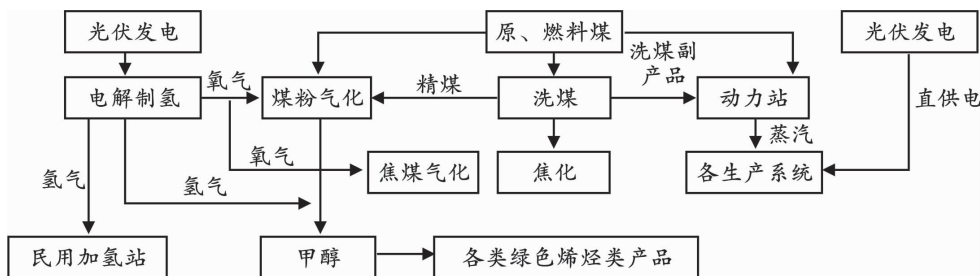 光伏发电
原、燃料煤
光伏发电
洗煤副
产品
电解制氢
氧气
煤粉气化
精煤
洗煤
动力站
直供电
蒸汽
氧气
焦煤气化
焦化
各生产系统
氢气
氢气
民用加氢站
甲醇
各类绿色烯烃类产品